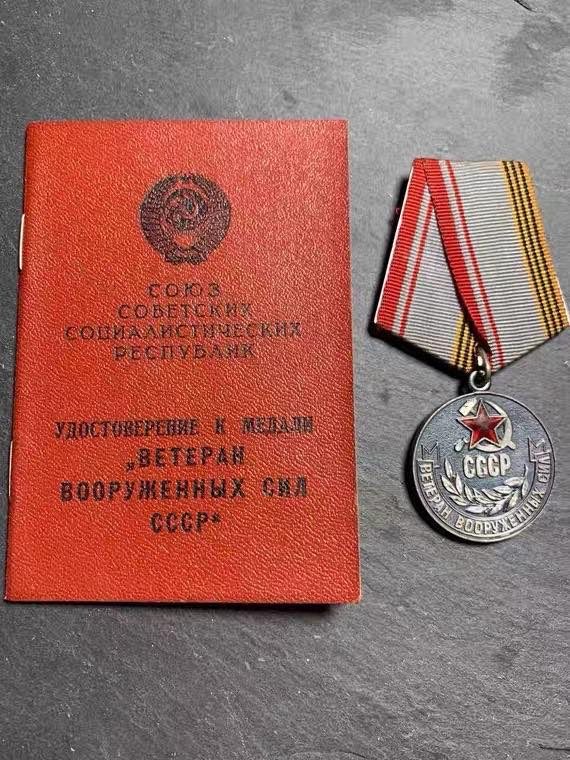 СОЮЗ
СОВЕТСКИХ
СОЦИАЛИСТИЧЕСКИХ
РЕСПУБЛИК
УДОСТОВЕРЕНИЕ К МЕДАЛИ
„ВЕТЕРАН
ВООРУЖЕННЫХ СИЛ
СССР“
СССР
ВЕТЕРАН ВООРУЖЕННЫХ СИЛ